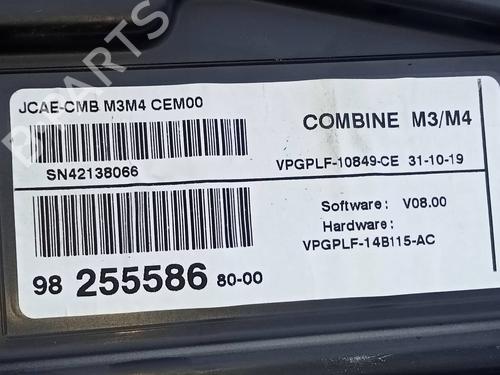 JCAE-CMB M3M4 CEM00
COMBINE M3/M4
SN42138066
VPGPLF-10849-CE 31-10-19
Software: V08.00
Hardware:
VPGPLF-14B115-AC
98 255586 80-00
B-PARTS